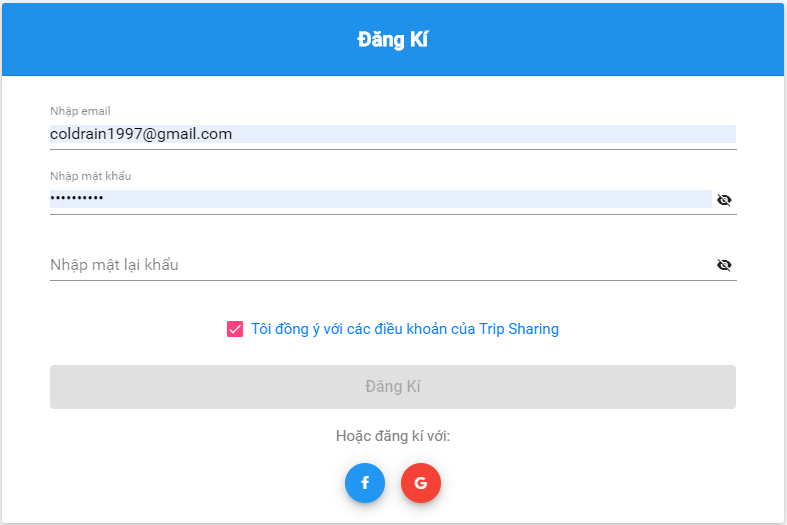 Đăng Kí
Nhập email
coldrain1997@gmail.com
Nhập mật khẩu
••••••••••
Nhập mật lại khẩu
Tôi đồng ý với các điều khoản của Trip Sharing
Đăng Kí
Hoặc đăng kí với:
f G